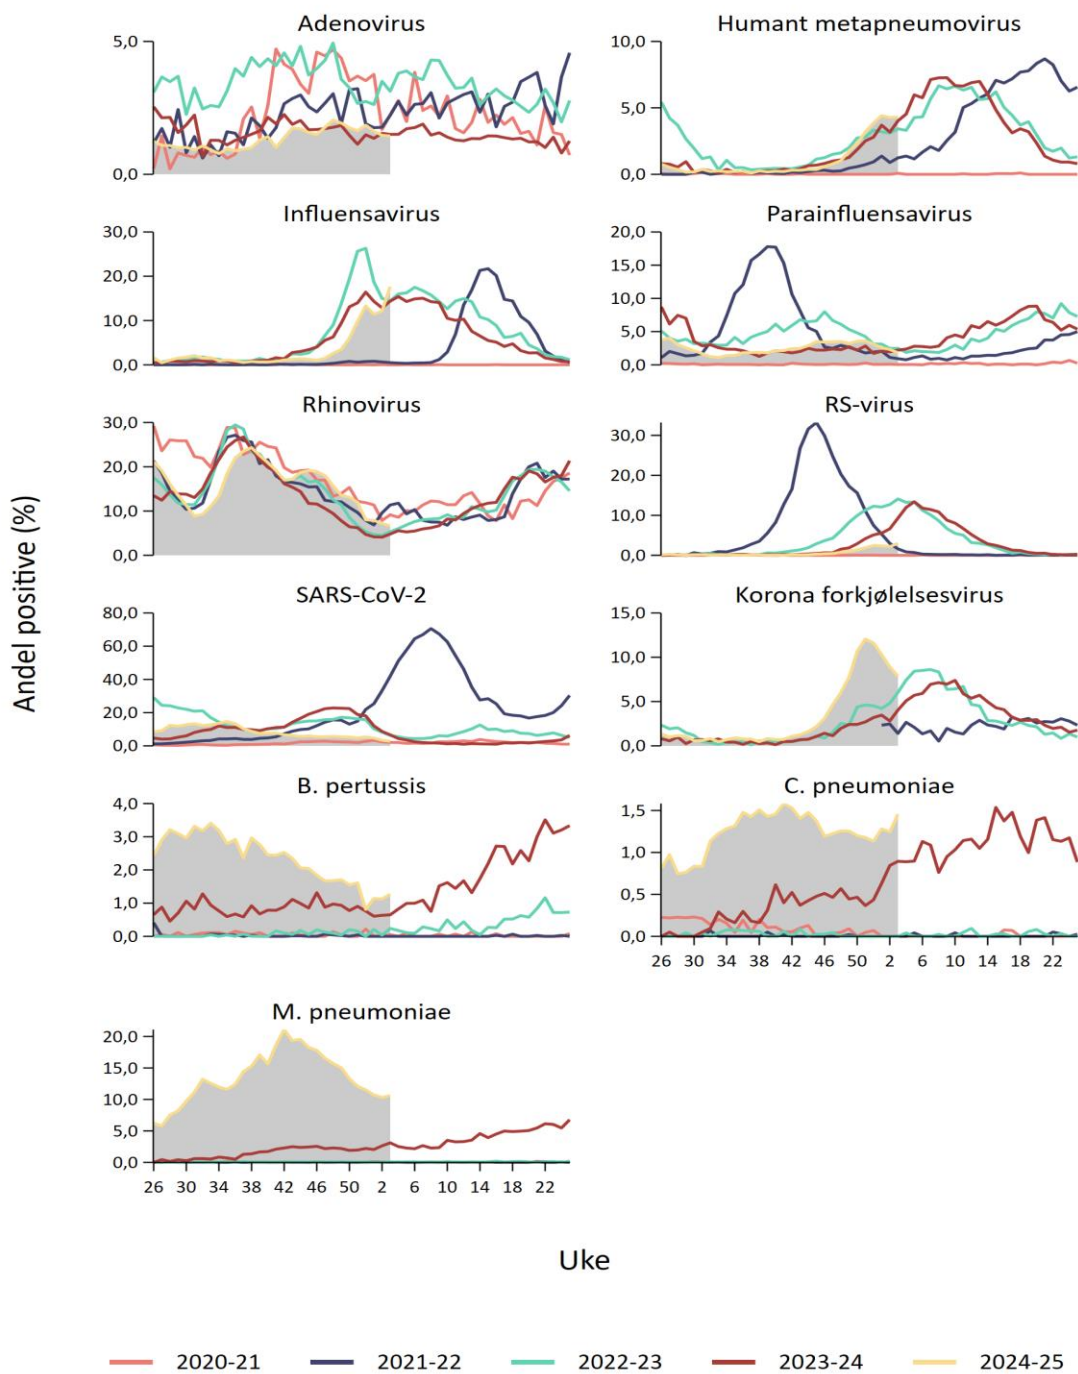 Adenovirus
5,0
0,0
Humant metapneumovirus
10,0
5,0
0,0
Influensavirus
30,0
20,0
10,0
0,0
Parainfluensavirus
20,0
15,0
10,0
5,0
0,0
Rhinovirus
30,0
20,0
10,0
0,0
RS-virus
30,0
20,0
10,0
0,0
SARS-CoV-2
80,0
60,0
40,0
20,0
0,0
Korona forkjølelsesvirus
15,0
10,0
5,0
0,0
B. pertussis
4,0
3,0
2,0
1,0
0,0
C. pneumoniae
1,5
1,0
0,5
0,0
26 30 34 38 42 46 50 2 6 10 14 18 22
M. pneumoniae
20,0
15,0
10,0
5,0
0,0
26 30 34 38 42 46 50 2 6 10 14 18 22
Andel positive (%)
Uke
2020-21 2021-22 2022-23 2023-24 2024-25